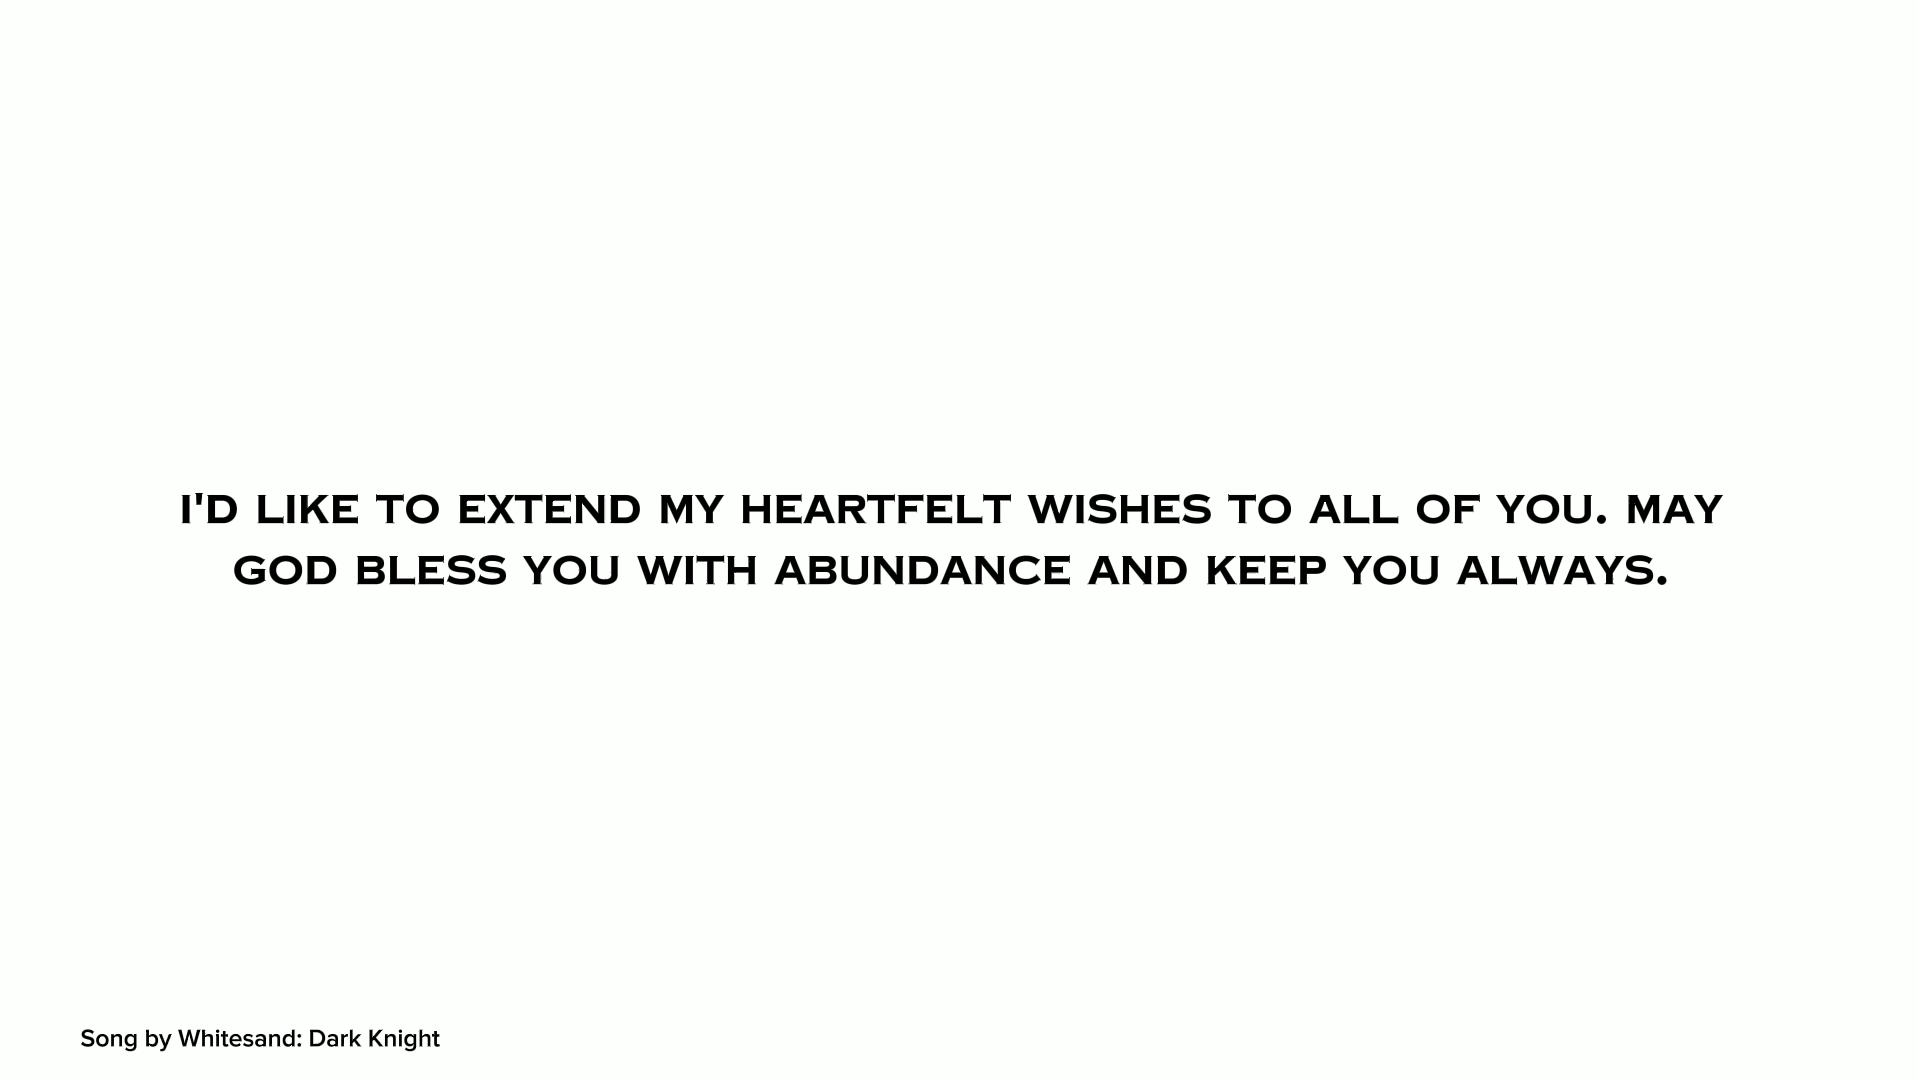 I'D LIKE TO EXTEND MY HEARTFELT WISHES TO ALL OF YOU. MAY
GOD BLESS YOU WITH ABUNDANCE AND KEEP YOU ALWAYS.
Song by Whitesand: Dark Knight